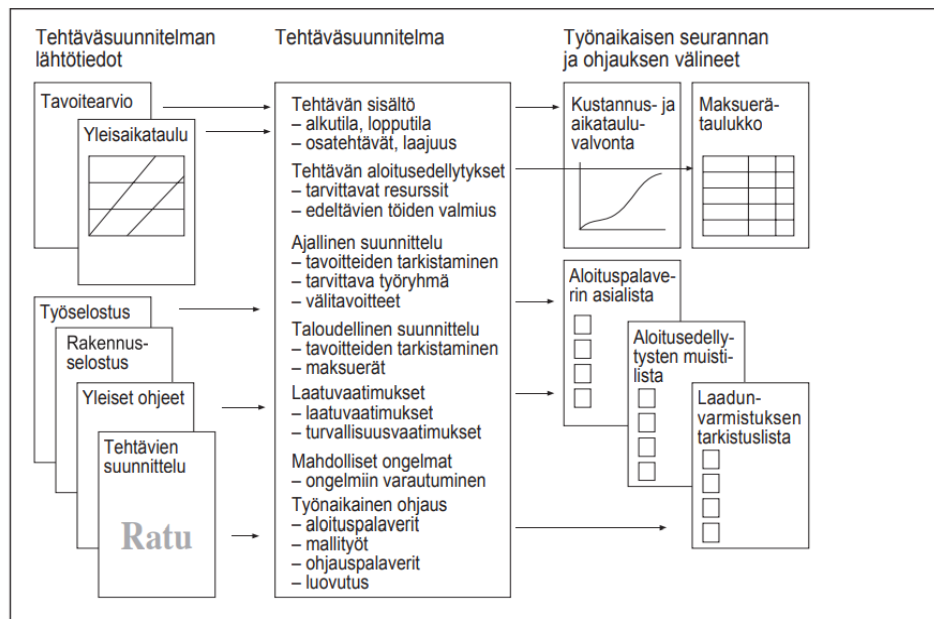 Tehtäväsuunnitelman
lähtötiedot
Tavoitearvio
Yleisaikataulu
Työselostus
Rakennus-
selostus
Yleiset ohjeet
Tehtävien
suunnittelu
Ratu
Tehtäväsuunnitelma
Tehtävän sisältö
– alkutila, lopputila
– osatehtävät, laajuus
Tehtävän aloitusedellytykset
– tarvittavat resurssit
– edeltävien töiden valmius
Ajallinen suunnittelu
– tavoitteiden tarkistaminen
– tarvittava työryhmä
– välitavoitteet
Taloudellinen suunnittelu
– tavoitteiden tarkistaminen
– maksuerät
Laatuvaatimukset
– laatuvaatimukset
– turvallisuusvaatimukset
Mahdolliset ongelmat
– ongelmiin varautuminen
Työnaikainen ohjaus
– aloituspalaverit
– mallityöt
– ohjauspalaverit
– luovutus
Työnaikaisen seurannan
ja ohjauksen välineet
Kustannus- ja
aikataulu-
valvonta
Maksuerä-
taulukko
Aloituspalave-
rin asialista
Aloitusedelly-
tysten muisti-
lista
Laadun-
varmistuksen
tarkistuslista